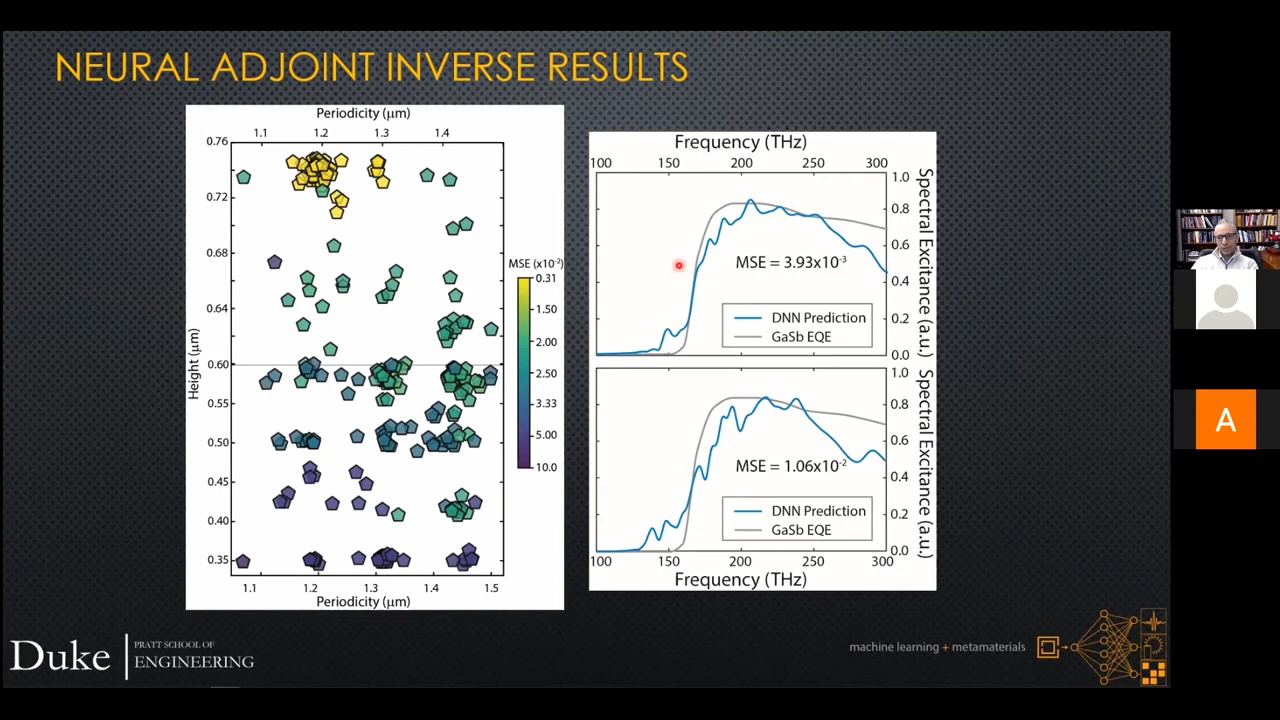 NEURAL ADJOINT INVERSE RESULTS
Periodicity (μm)
1.1 1.2 1.3 1.4
0.76
0.72
0.68
0.64
0.60
0.55
0.50
0.45
0.40
0.35
Height (μm)
1.1 1.2 1.3 1.4 1.5
Periodicity (μm)
MSE (x10⁻²)
0.31
1.50
2.00
2.50
3.33
5.00
10.0
Frequency (THz)
100 150 200 250 300
1.0
0.8
0.6
0.4
0.2
0.0
Spectral Excitance (a.u.)
MSE = 3.93x10⁻³
DNN Prediction
GaSb EQE
1.0
0.8
0.6
0.4
0.2
0.0
Spectral Excitance (a.u.)
MSE = 1.06x10⁻²
DNN Prediction
GaSb EQE
100 150 200 250 300
Frequency (THz)
A
Duke
PRATT SCHOOL OF
ENGINEERING
machine learning + metamaterials